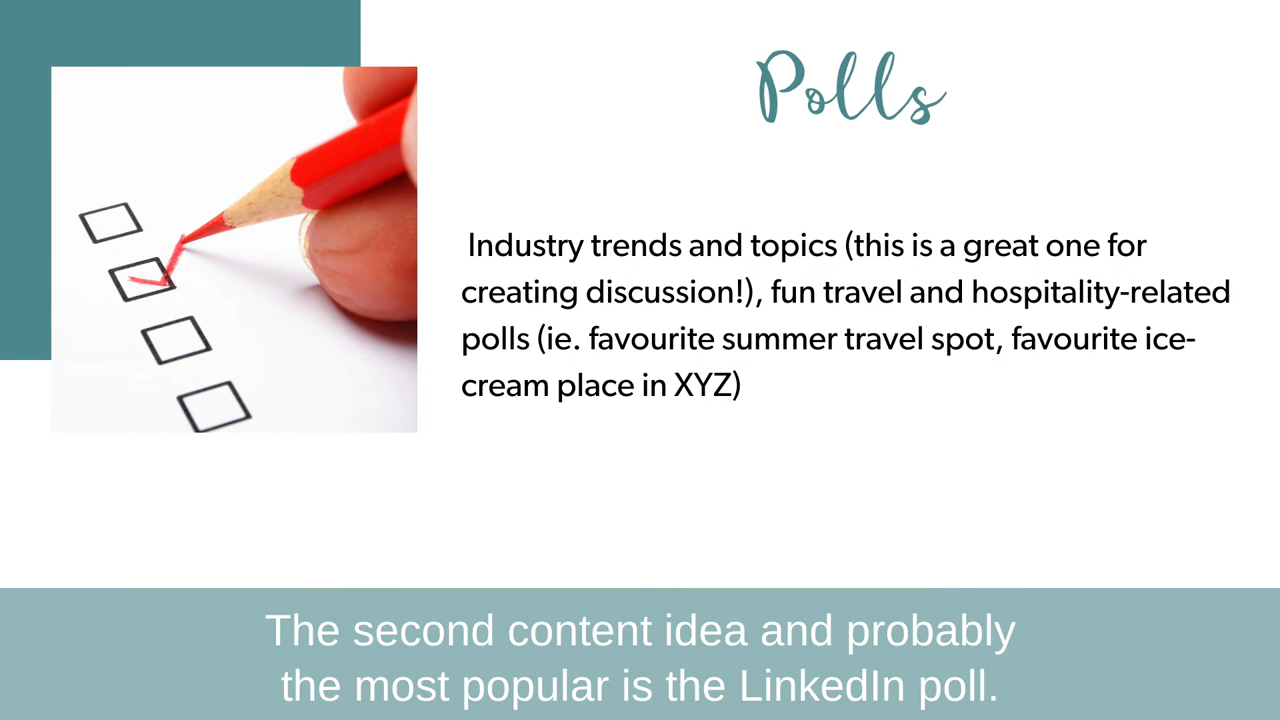 Polls
Industry trends and topics (this is a great one for
creating discussion!), fun travel and hospitality-related
polls (ie. favourite summer travel spot, favourite ice-
cream place in XYZ)
The second content idea and probably
the most popular is the LinkedIn poll.